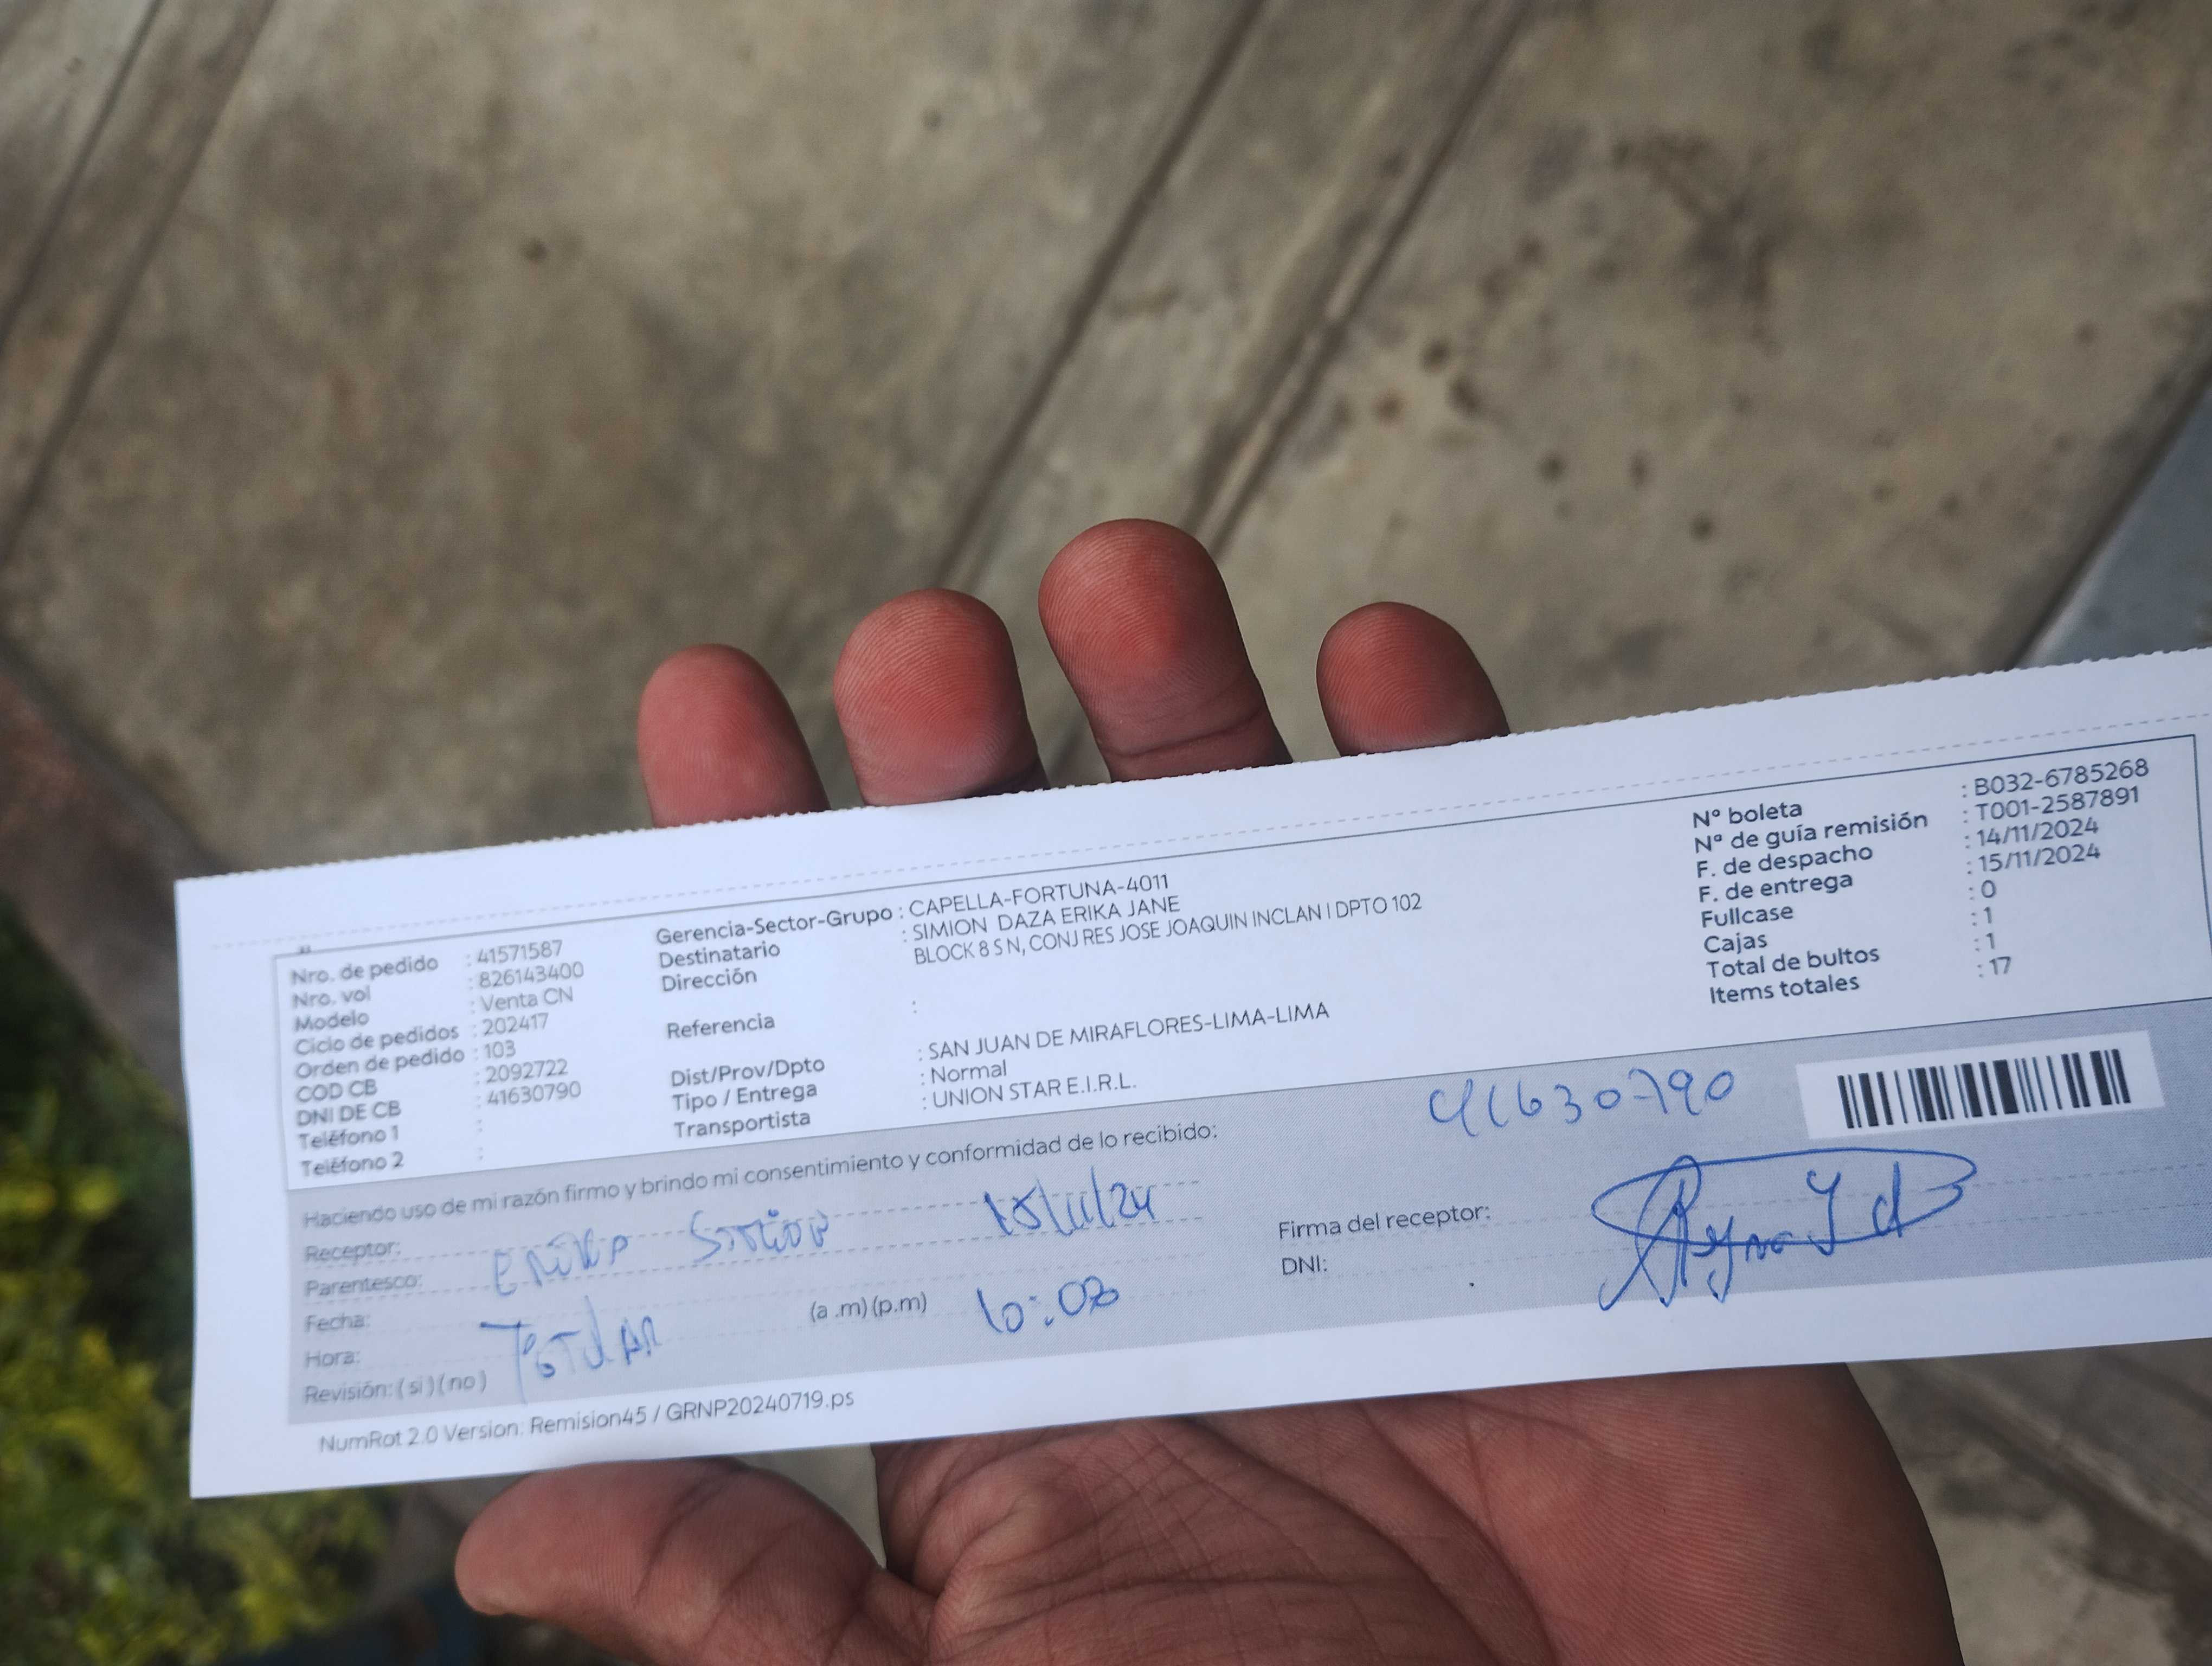 Nro. de pedido : 41571587
Nro. vol : 826143400
Modelo : Venta CN
Ciclo de pedidos : 202417
Orden de pedido : 103
COD CB : 2092722
DNI DE CB : 41630790
Teléfono 1 :
Teléfono 2 :
Gerencia-Sector-Grupo : CAPELLA-FORTUNA-4011
Destinatario : SIMION DAZA ERIKA JANE
Dirección BLOCK 8 S N, CONJ RES JOSE JOAQUIN INCLAN I DPTO 102
Referencia :
Dist/Prov/Dpto : SAN JUAN DE MIRAFLORES-LIMA-LIMA
Tipo / Entrega : Normal
Transportista : UNION STAR E.I.R.L.
Nº boleta : B032-6785268
Nº de guía remisión : T001-2587891
F. de despacho : 14/11/2024
F. de entrega : 15/11/2024
Fullcase : 0
Cajas : 1
Total de bultos : 1
Items totales : 17
Haciendo uso de mi razón firmo y brindo mi consentimiento y conformidad de lo recibido:
41630790
Receptor: Erika Simion 15/11/24
Parentesco:
Fecha:
Hora: Titular (a .m) (p.m) 10:08
Revisión: ( si ) ( no )
Firma del receptor:
DNI:
NumRot 2.0 Version: Remision45 / GRNP20240719.ps